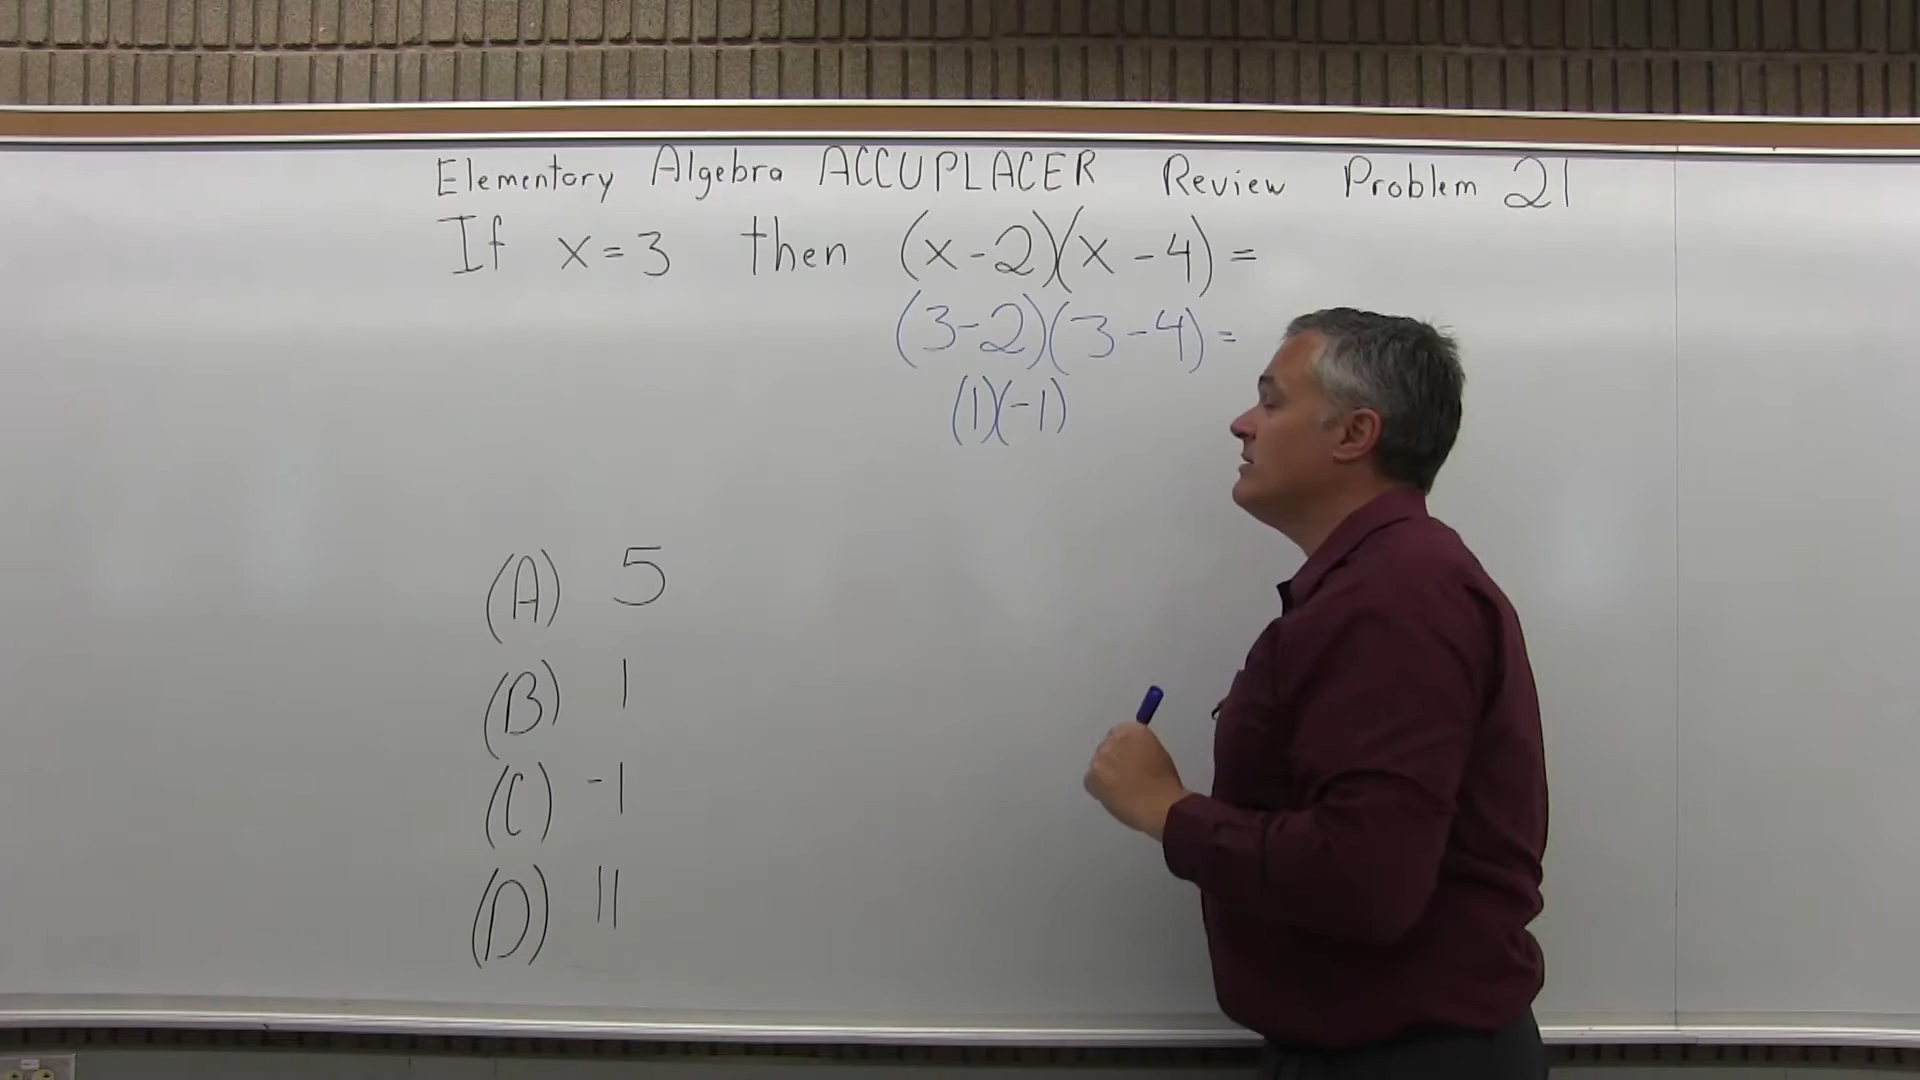 Elementary Algebra ACCUPLACER Review Problem 21
If x = 3 then (x - 2)(x - 4) =
(3 - 2)(3 - 4) =
(1)(-1)
(A) 5
(B) 1
(C) -1
(D) 11